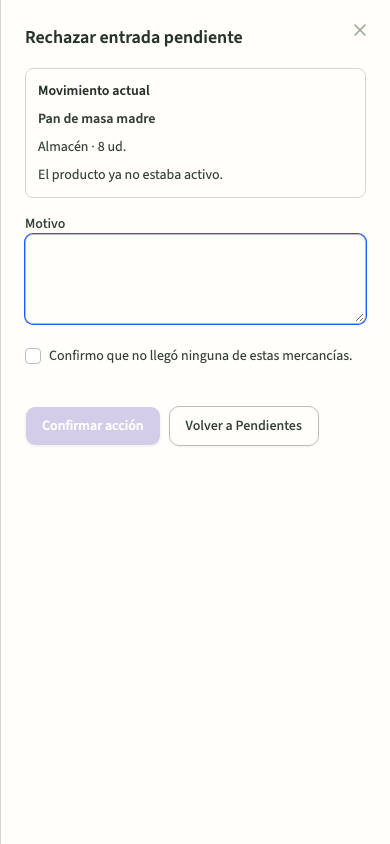 Rechazar entrada pendiente
Movimiento actual
Pan de masa madre
Almacén · 8 ud.
El producto ya no estaba activo.
Motivo
Confirmo que no llegó ninguna de estas mercancías.
Confirmar acción
Volver a Pendientes